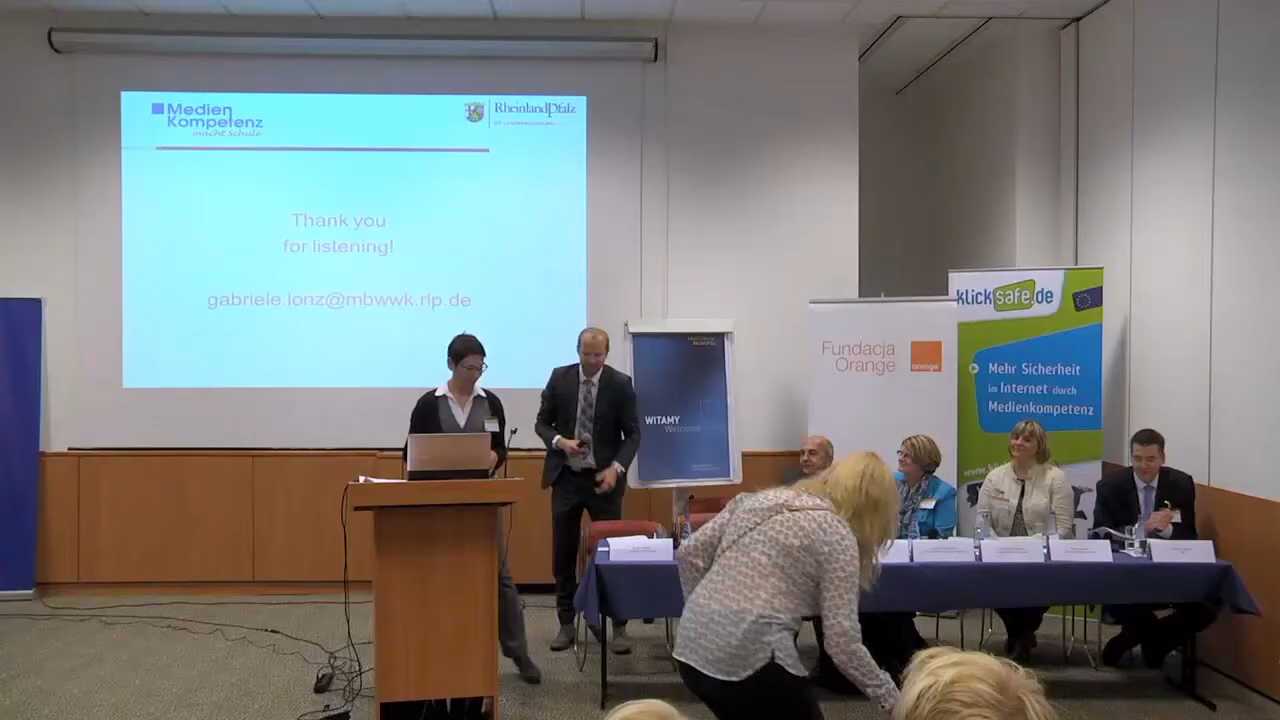 Medien
Kompetenz
macht Schule
RheinlandPfalz
Thank you
for listening!
gabriele.lonz@mbwwk.rlp.de
WITAMY
Welcome
Fundacja
Orange
orange
klicksafe.de
Mehr Sicherheit
im Internet durch
Medienkompetenz